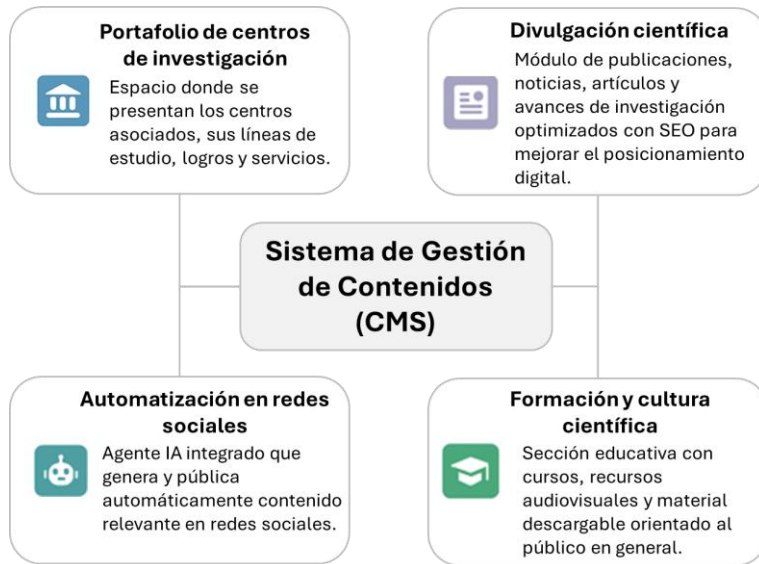 Portafolio de centros
de investigación
Espacio donde se
presentan los centros
asociados, sus líneas de
estudio, logros y servicios.
Divulgación científica
Módulo de publicaciones,
noticias, artículos y
avances de investigación
optimizados con SEO para
mejorar el posicionamiento
digital.
Sistema de Gestión
de Contenidos
(CMS)
Automatización en redes
sociales
Agente IA integrado que
genera y pública
automáticamente contenido
relevante en redes sociales.
Formación y cultura
científica
Sección educativa con
cursos, recursos
audiovisuales y material
descargable orientado al
público en general.